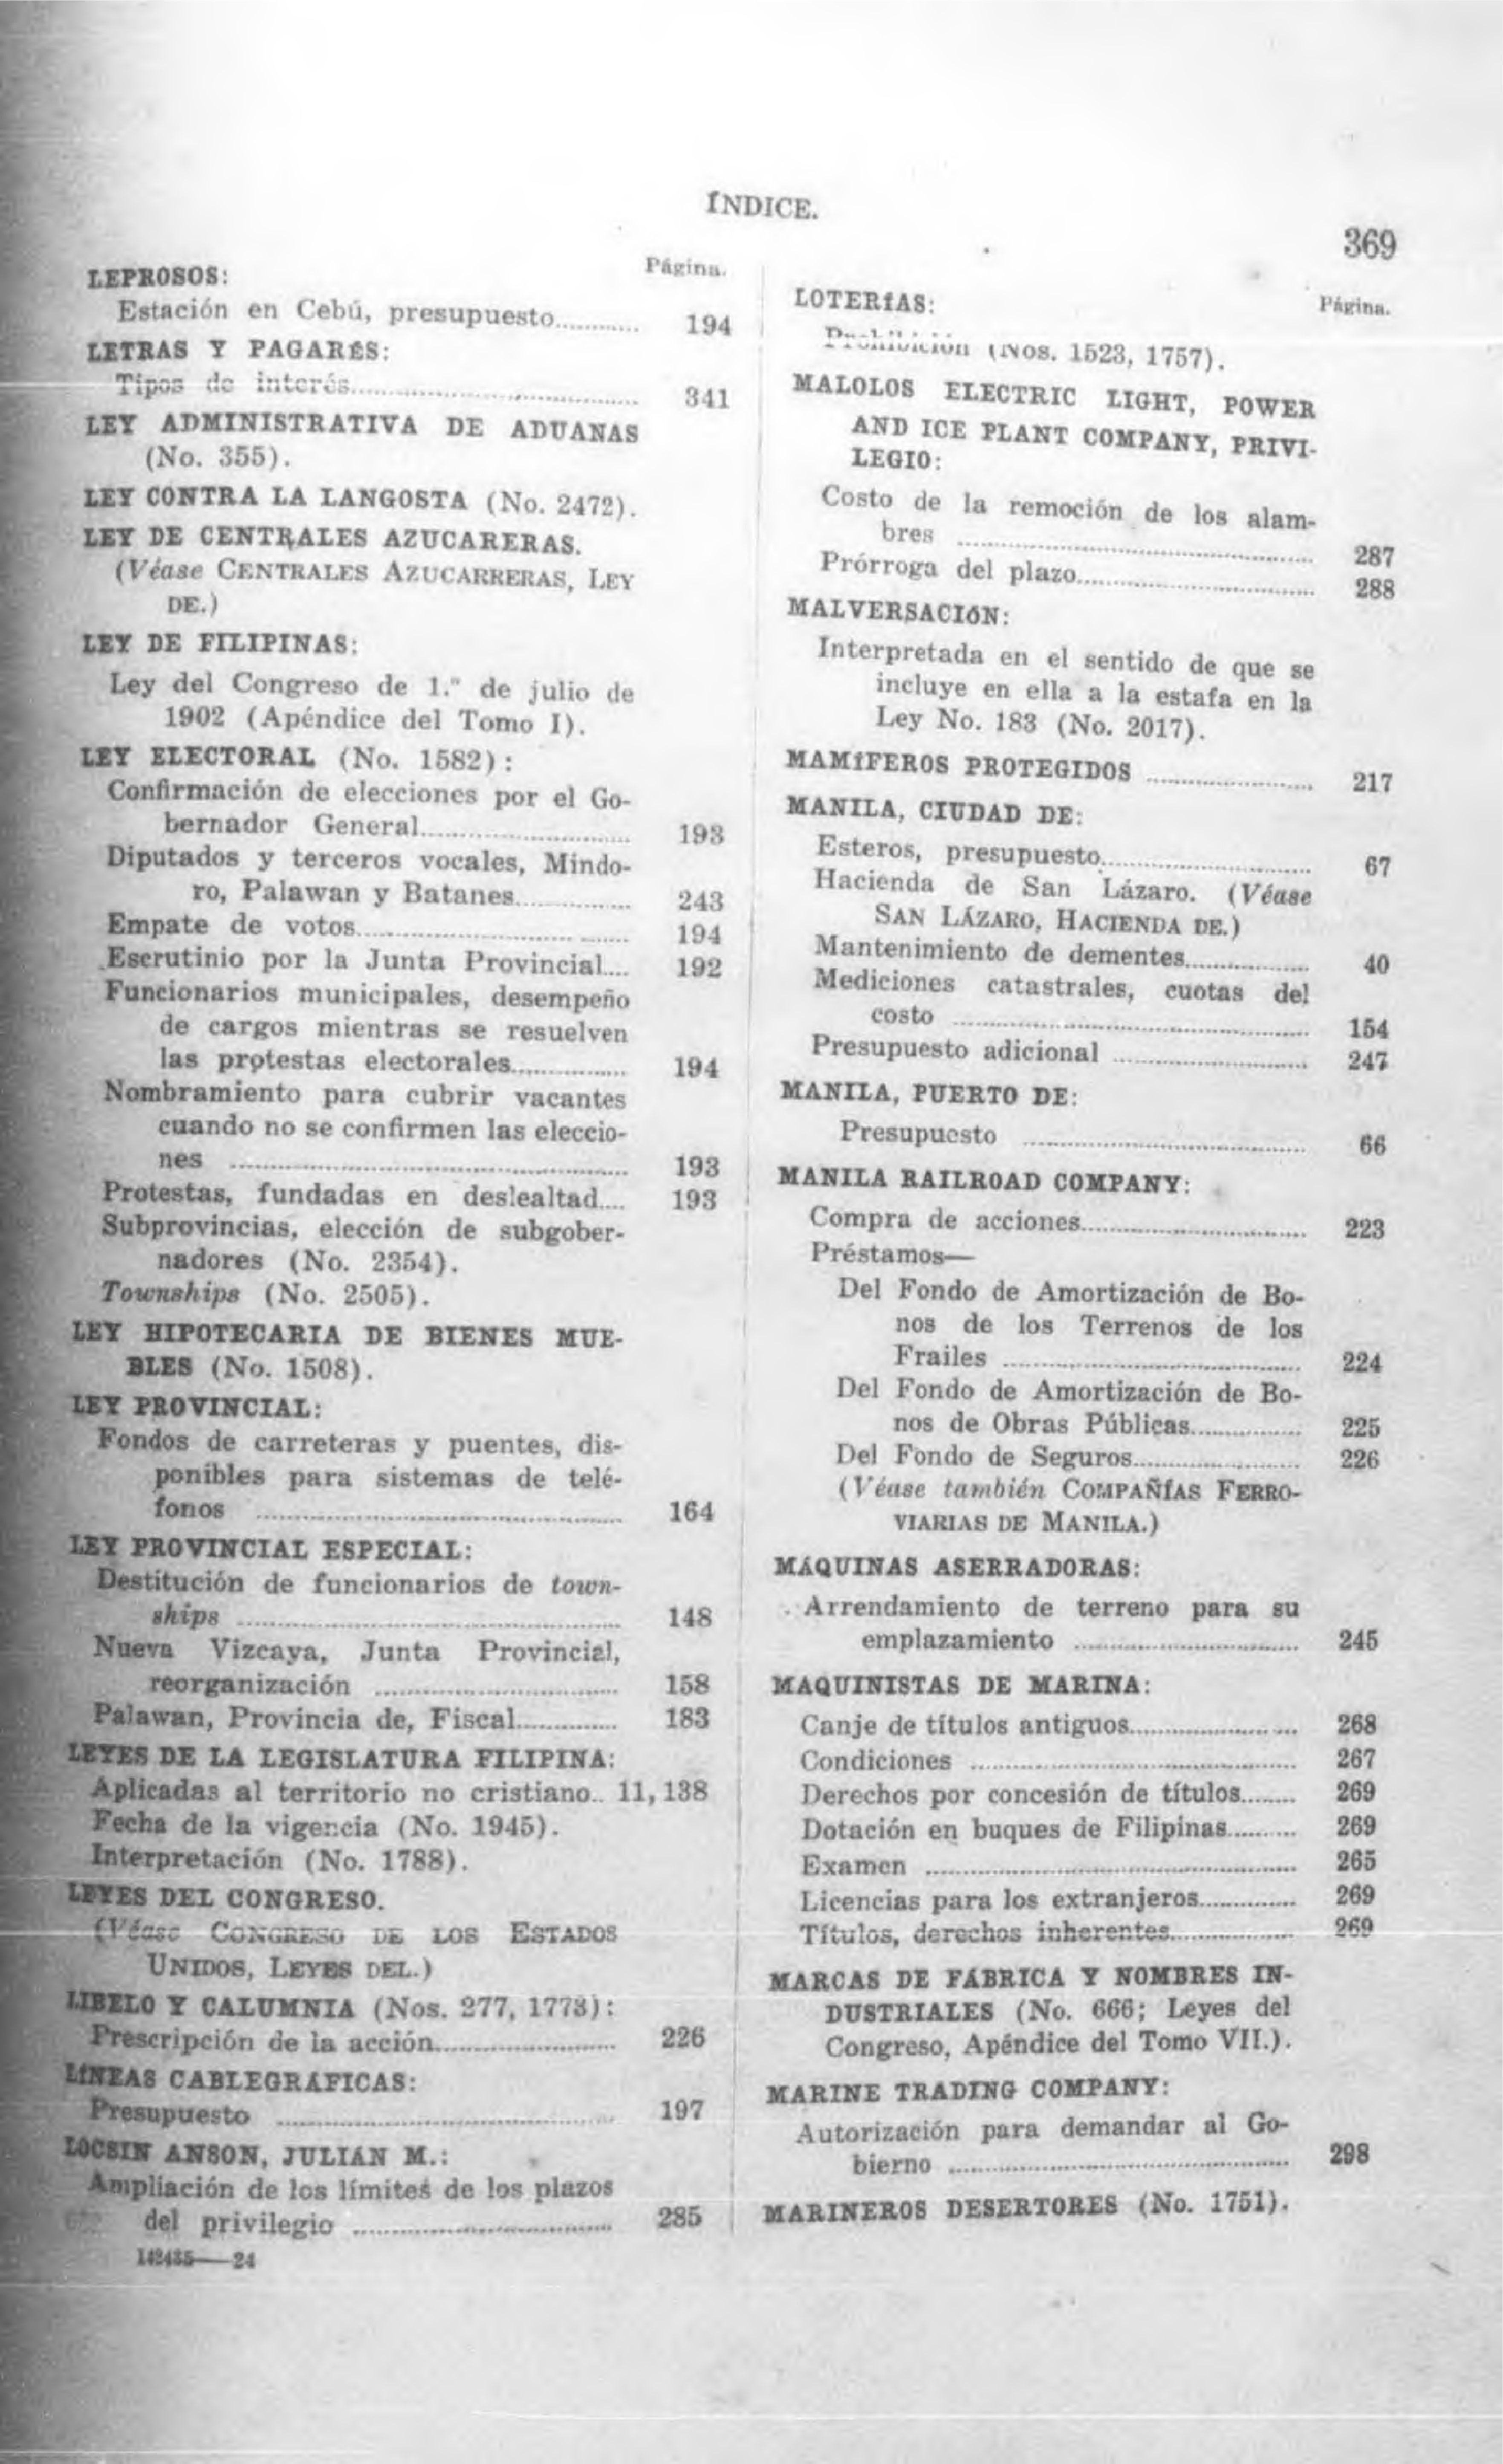 ÍNDICE.
369
Página.
LEPROSOS:
Estación en Cebú, presupuesto............ 194
LETRAS Y PAGARÉS:
Tipos de interés........................................ 341
LEY ADMINISTRATIVA DE ADUANAS
(No. 355).
LEY CONTRA LA LANGOSTA (No. 2472).
LEY DE CENTRALES AZUCARERAS.
(Véase CENTRALES AZUCARRERAS, LEY
DE.)
LEY DE FILIPINAS:
Ley del Congreso de 1.º de julio de
1902 (Apéndice del Tomo I).
LEY ELECTORAL (No. 1582):
Confirmación de elecciones por el Go-
bernador General............................. 193
Diputados y terceros vocales, Mindo-
ro, Palawan y Batanes................ 243
Empate de votos...................................... 194
Escrutinio por la Junta Provincial.... 192
Funcionarios municipales, desempeño
de cargos mientras se resuelven
las protestas electorales................ 194
Nombramiento para cubrir vacantes
cuando no se confirmen las eleccio-
nes ...................................................... 193
Protestas, fundadas en deslealtad.... 193
Subprovincias, elección de subgober-
nadores (No. 2354).
Townships (No. 2505).
LEY HIPOTECARIA DE BIENES MUE-
BLES (No. 1508).
LEY PROVINCIAL:
Fondos de carreteras y puentes, dis-
ponibles para sistemas de telé-
fonos .................................................. 164
LEY PROVINCIAL ESPECIAL:
Destitución de funcionarios de town-
ships .................................................... 148
Nueva Vizcaya, Junta Provincial,
reorganización ................................. 158
Palawan, Provincia de, Fiscal.............. 183
LEYES DE LA LEGISLATURA FILIPINA:
Aplicadas al territorio no cristiano.. 11, 138
Fecha de la vigencia (No. 1945).
Interpretación (No. 1788).
LEYES DEL CONGRESO.
(Véase CONGRESO DE LOS ESTADOS
UNIDOS, LEYES DEL.)
LIBELO Y CALUMNIA (Nos. 277, 1773):
Prescripción de la acción........................ 226
LÍNEAS CABLEGRÁFICAS:
Presupuesto .............................................. 197
LOCSIN ANSON, JULIÁN M.:
Ampliación de los límites de los plazos
del privilegio ................................... 285
142435——24
Página.
LOTERÍAS:
Prohibición (Nos. 1523, 1757).
MALOLOS ELECTRIC LIGHT, POWER
AND ICE PLANT COMPANY, PRIVI-
LEGIO:
Costo de la remoción de los alam-
bres ................................................ 287
Prórroga del plazo................................. 288
MALVERSACIÓN:
Interpretada en el sentido de que se
incluye en ella a la estafa en la
Ley No. 183 (No. 2017).
MAMÍFEROS PROTEGIDOS ...................... 217
MANILA, CIUDAD DE:
Esteros, presupuesto............................. 67
Hacienda de San Lázaro. (Véase
SAN LÁZARO, HACIENDA DE.)
Mantenimiento de dementes................. 40
Mediciones catastrales, cuotas del
costo ................................................ 154
Presupuesto adicional .......................... 247
MANILA, PUERTO DE:
Presupuesto ....................................... 66
MANILA RAILROAD COMPANY:
Compra de acciones............................... 223
Préstamos—
Del Fondo de Amortización de Bo-
nos de los Terrenos de los
Frailes ......................................... 224
Del Fondo de Amortización de Bo-
nos de Obras Públicas............... 225
Del Fondo de Seguros....................... 226
(Véase también COMPAÑÍAS FERRO-
VIARIAS DE MANILA.)
MÁQUINAS ASERRADORAS:
Arrendamiento de terreno para su
emplazamiento ............................... 245
MAQUINISTAS DE MARINA:
Canje de títulos antiguos....................... 268
Condiciones ............................................. 267
Derechos por concesión de títulos........ 269
Dotación en buques de Filipinas.......... 269
Examen ................................................... 265
Licencias para los extranjeros.............. 269
Títulos, derechos inherentes.................. 269
MARCAS DE FÁBRICA Y NOMBRES IN-
DUSTRIALES (No. 666; Leyes del
Congreso, Apéndice del Tomo VII.).
MARINE TRADING COMPANY:
Autorización para demandar al Go-
bierno ............................................... 298
MARINEROS DESERTORES (No. 1751).